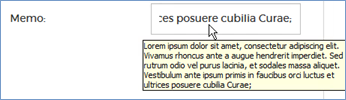 Memo: ces posuere cubilia Curae;
Lorem ipsum dolor sit amet, consectetur adipiscing elit.
Vivamus rhoncus ante a augue hendrerit imperdiet. Sed
rutrum odio vel purus lacinia, et sodales massa aliquet.
Vestibulum ante ipsum primis in faucibus orci luctus et
ultrices posuere cubilia Curae;